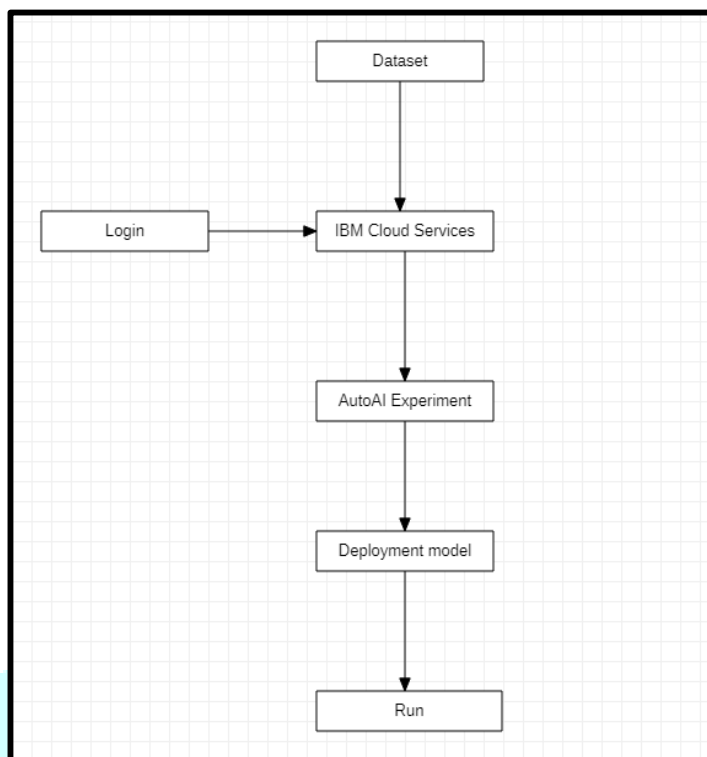 Dataset
Login
IBM Cloud Services
AutoAI Experiment
Deployment model
Run